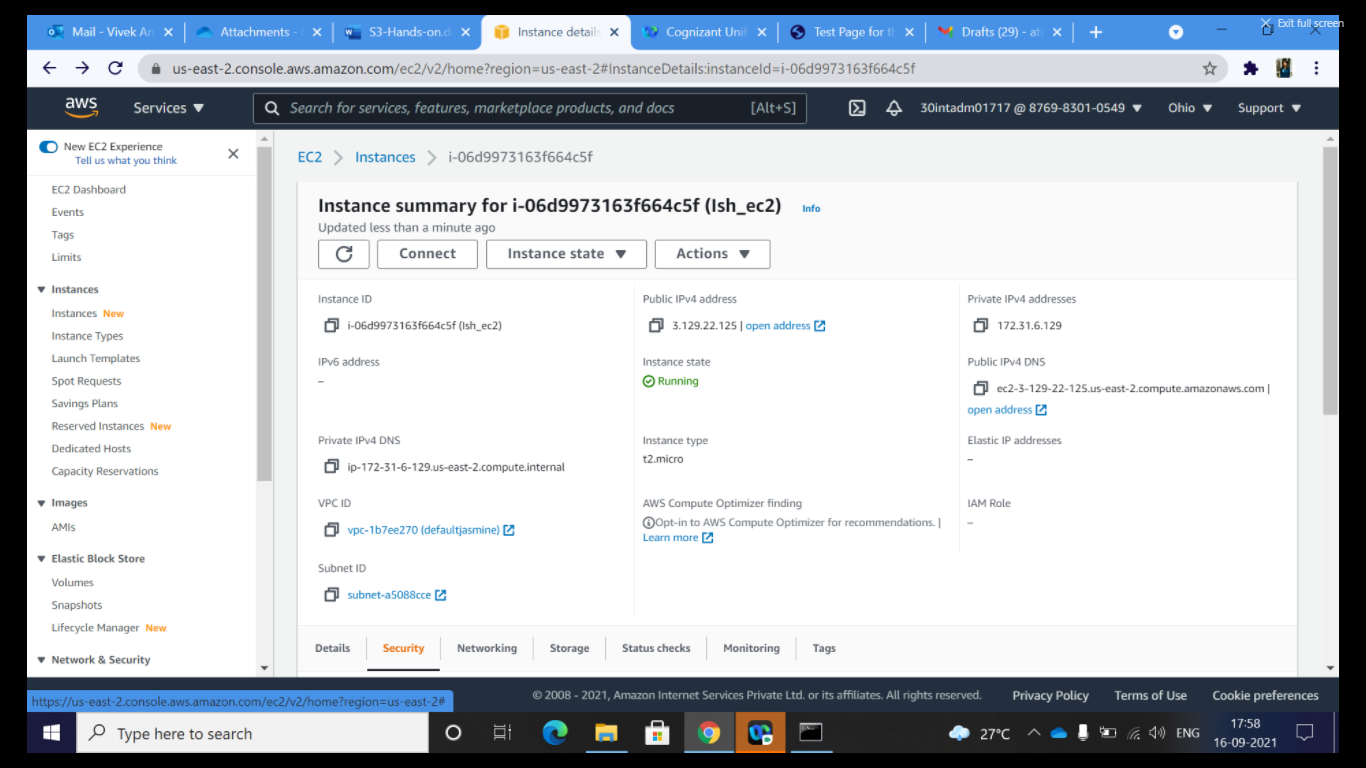 Exit full screen
Mail - Vivek An
Attachments -
S3-Hands-on.d
Instance details
Cognizant Unif
Test Page for th
Drafts (29) - ati
us-east-2.console.aws.amazon.com/ec2/v2/home?region=us-east-2#InstanceDetails:instanceId=i-06d9973163f664c5f
aws Services ▼ Search for services, features, marketplace products, and docs [Alt+S] 30intadm01717 @ 8769-8301-0549 ▼ Ohio ▼ Support ▼
New EC2 Experience
Tell us what you think
EC2 Dashboard
Events
Tags
Limits
Instances
Instances New
Instance Types
Launch Templates
Spot Requests
Savings Plans
Reserved Instances New
Dedicated Hosts
Capacity Reservations
Images
AMIs
Elastic Block Store
Volumes
Snapshots
Lifecycle Manager New
Network & Security
EC2 > Instances > i-06d9973163f664c5f
Instance summary for i-06d9973163f664c5f (Ish_ec2) Info
Updated less than a minute ago
Connect Instance state ▼ Actions ▼
Instance ID
i-06d9973163f664c5f (Ish_ec2)
Public IPv4 address
3.129.22.125 | open address
Private IPv4 addresses
172.31.6.129
IPv6 address
–
Instance state
Running
Public IPv4 DNS
ec2-3-129-22-125.us-east-2.compute.amazonaws.com |
open address
Private IPv4 DNS
ip-172-31-6-129.us-east-2.compute.internal
Instance type
t2.micro
Elastic IP addresses
–
VPC ID
vpc-1b7ee270 (defaultjasmine)
AWS Compute Optimizer finding
Opt-in to AWS Compute Optimizer for recommendations. |
Learn more
IAM Role
–
Subnet ID
subnet-a5088cce
Details Security Networking Storage Status checks Monitoring Tags
https://us-east-2.console.aws.amazon.com/ec2/v2/home?region=us-east-2#
© 2008 - 2021, Amazon Internet Services Private Ltd. or its affiliates. All rights reserved. Privacy Policy Terms of Use Cookie preferences
Type here to search
27°C
ENG
17:58
16-09-2021